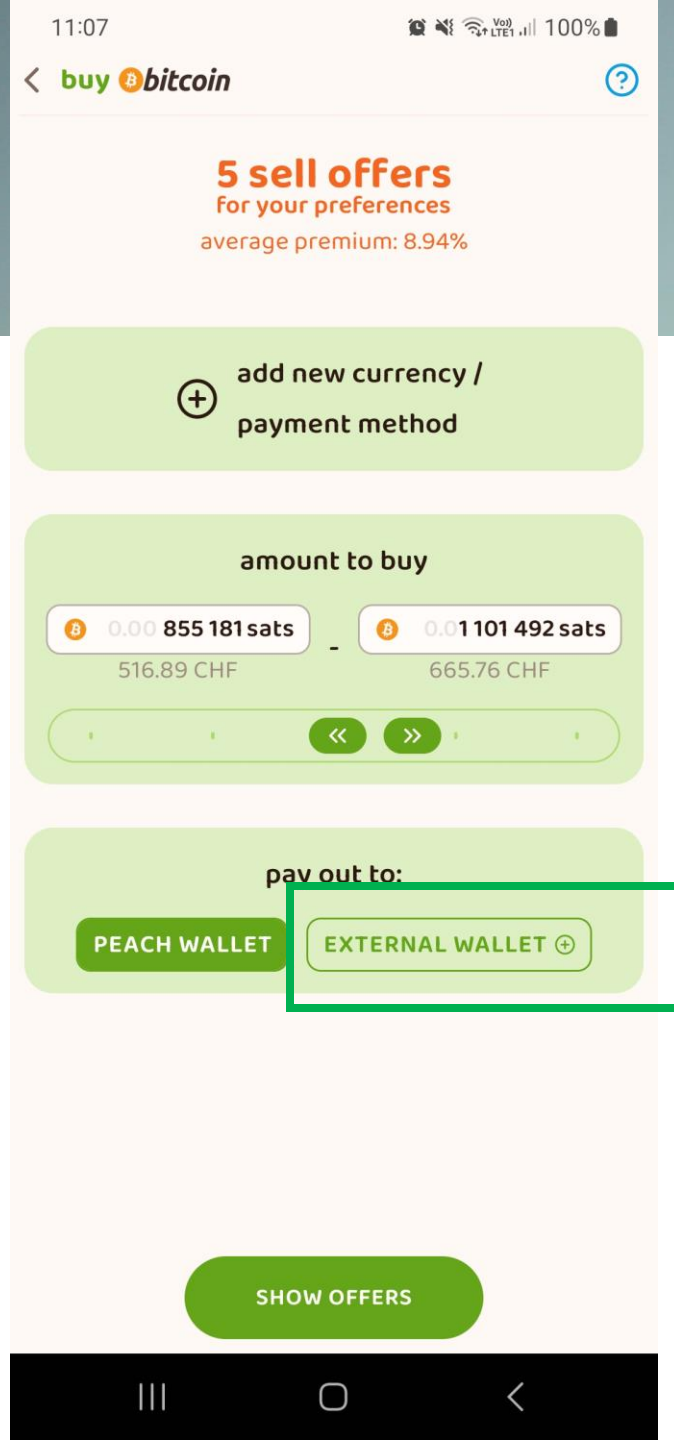 11:07 Vo)) LTE1 100%
buy bitcoin
5 sell offers
for your preferences
average premium: 8.94%
add new currency /
payment method
amount to buy
0.00 855 181 sats - 0.01 101 492 sats
516.89 CHF 665.76 CHF
pay out to:
PEACH WALLET EXTERNAL WALLET
SHOW OFFERS